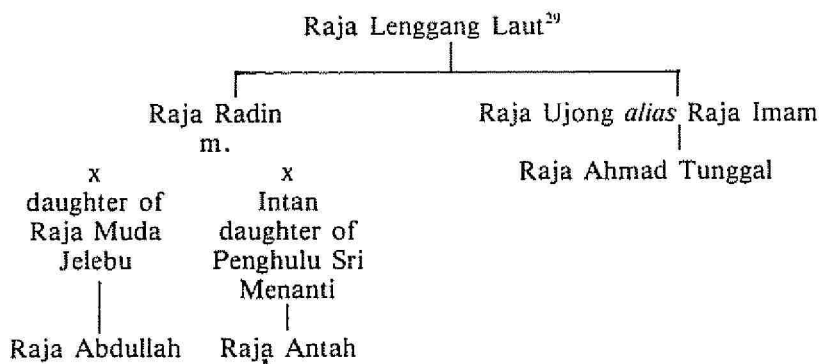 Raja Lenggang Laut²⁹
Raja Radin
m.
Raja Ujong alias Raja Imam
Raja Ahmad Tunggal
x
daughter of
Raja Muda
Jelebu
Raja Abdullah
x
Intan
daughter of
Penghulu Sri
Menanti
Raja Antah